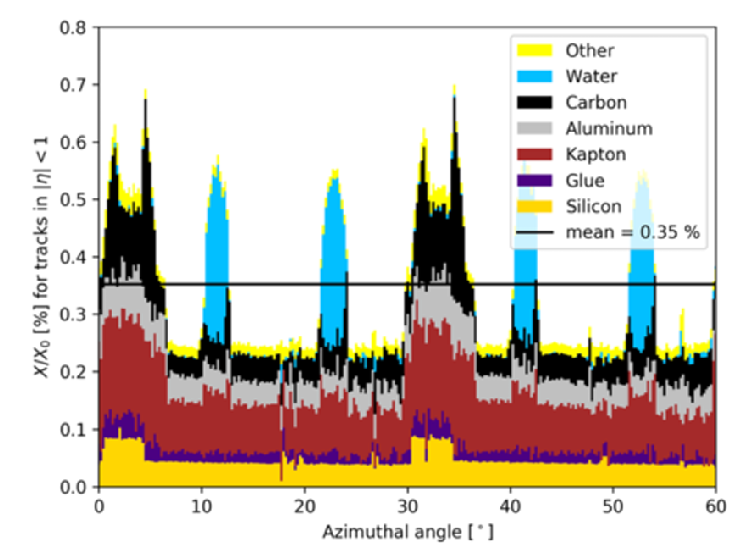 0.8
0.7
0.6
0.5
0.4
0.3
0.2
0.1
0.0
X/X₀ [%] for tracks in |η| < 1
Other
Water
Carbon
Aluminum
Kapton
Glue
Silicon
mean = 0.35 %
0 10 20 30 40 50 60
Azimuthal angle [°]